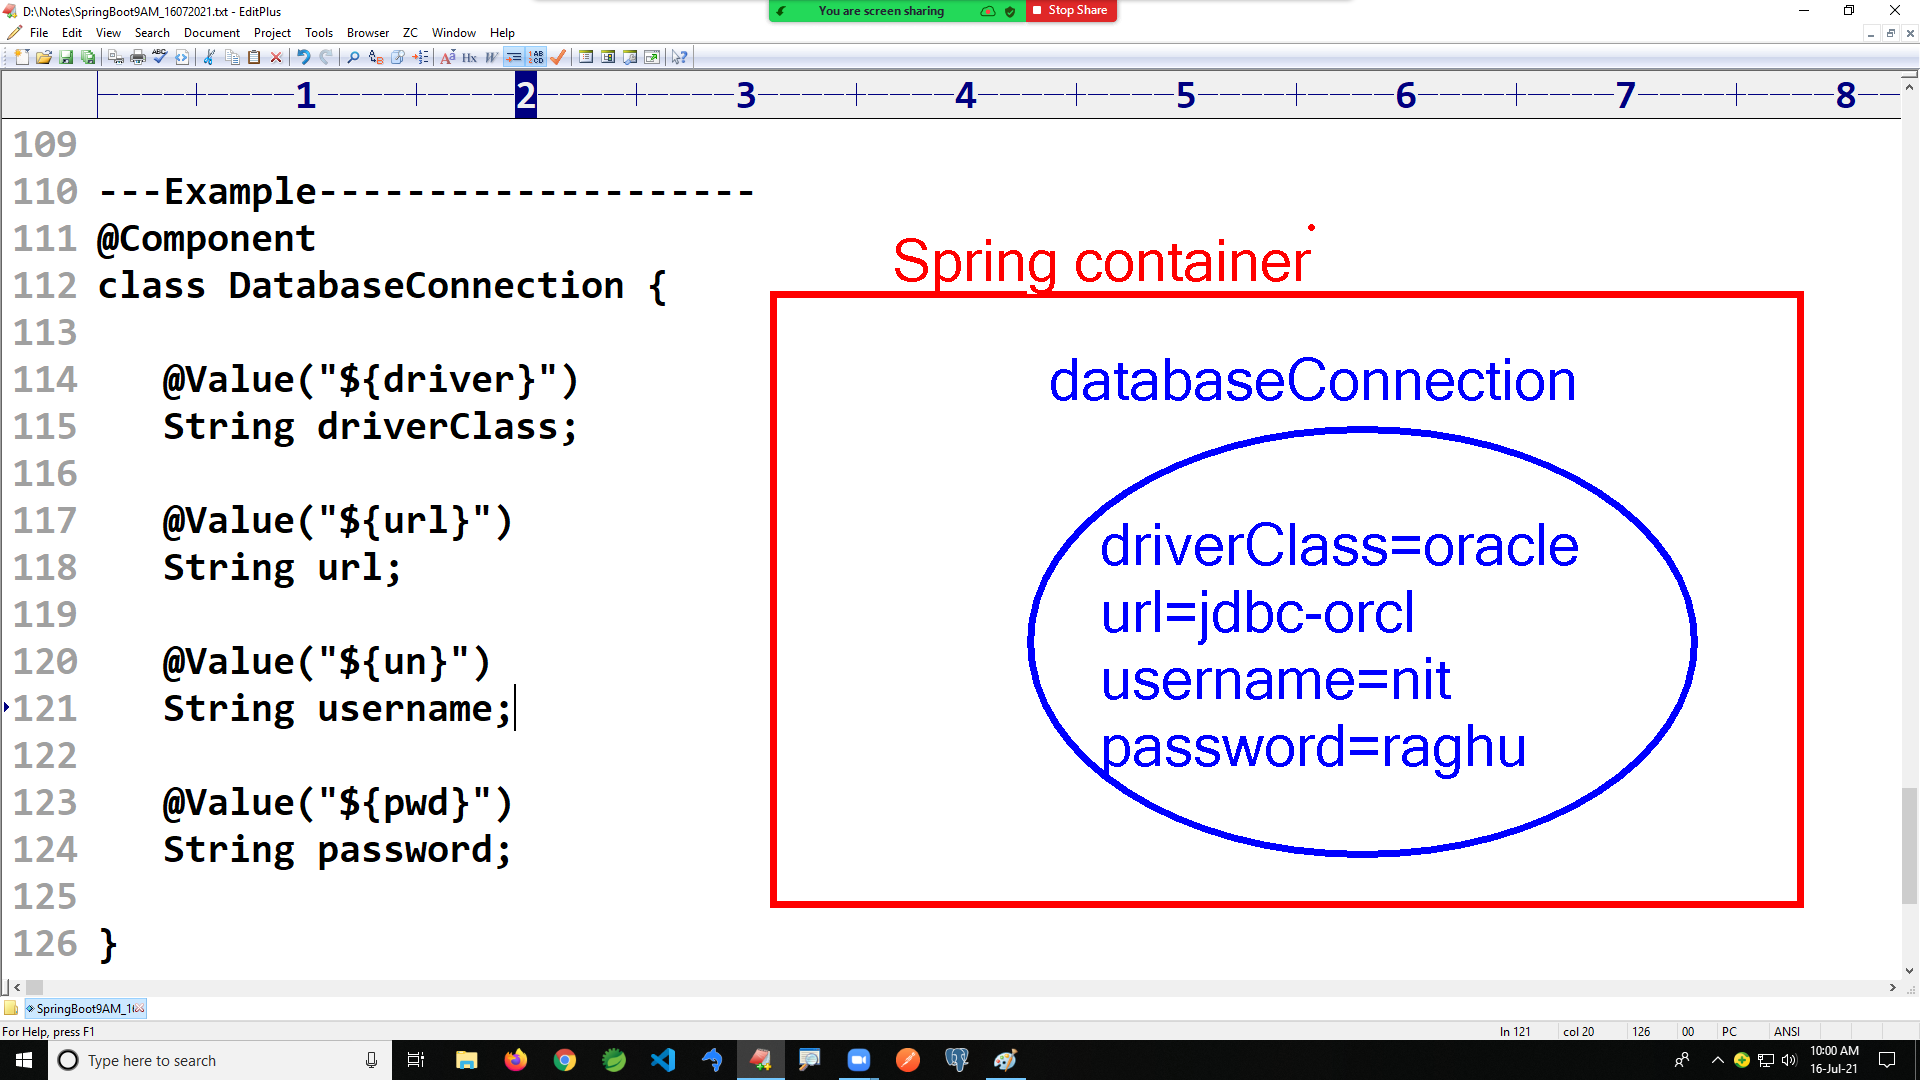 D:\Notes\SpringBoot9AM_16072021.txt - EditPlus
You are screen sharing
Stop Share
File Edit View Search Document Project Tools Browser ZC Window Help
1 2 3 4 5 6 7 8
109
110 ---Example--------------------
111 @Component
112 class DatabaseConnection {
113
114 @Value("${driver}")
115 String driverClass;
116
117 @Value("${url}")
118 String url;
119
120 @Value("${un}")
121 String username;
122
123 @Value("${pwd}")
124 String password;
125
126 }
Spring container
databaseConnection
driverClass=oracle
url=jdbc-orcl
username=nit
password=raghu
SpringBoot9AM_1
For Help, press F1
ln 121 col 20 126 00 PC ANSI
Type here to search
10:00 AM
16-Jul-21